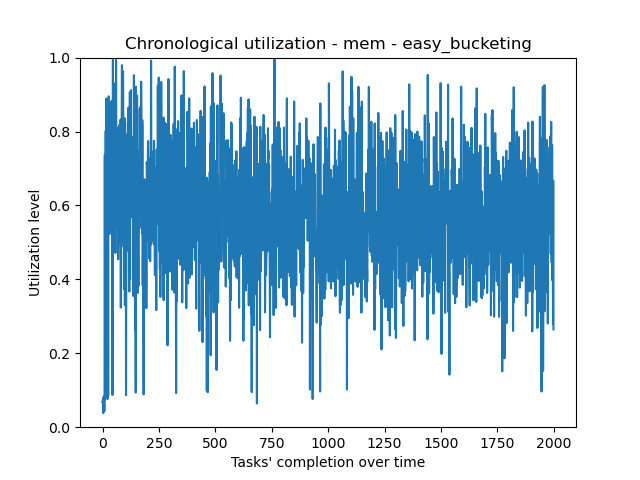 Chronological utilization - mem - easy_bucketing
1.0
0.8
0.6
0.4
0.2
0.0
Utilization level
0 250 500 750 1000 1250 1500 1750 2000
Tasks' completion over time